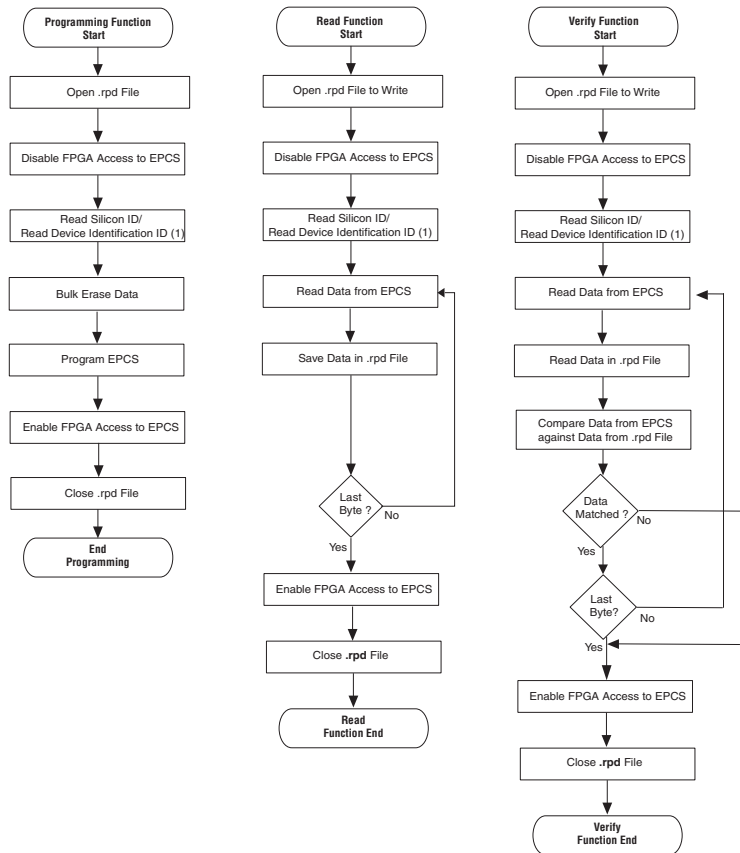 Programming Function
Start
Open .rpd File
Disable FPGA Access to EPCS
Read Silicon ID/
Read Device Identification ID (1)
Bulk Erase Data
Program EPCS
Enable FPGA Access to EPCS
Close .rpd File
End
Programming
Read Function
Start
Open .rpd File to Write
Disable FPGA Access to EPCS
Read Silicon ID/
Read Device Identification ID (1)
Read Data from EPCS
Save Data in .rpd File
Last
Byte ?
No
Yes
Enable FPGA Access to EPCS
Close .rpd File
Read
Function End
Verify Function
Start
Open .rpd File to Write
Disable FPGA Access to EPCS
Read Silicon ID/
Read Device Identification ID (1)
Read Data from EPCS
Read Data in .rpd File
Compare Data from EPCS
against Data from .rpd File
Data
Matched ?
No
Yes
Last
Byte?
No
Yes
Enable FPGA Access to EPCS
Close .rpd File
Verify
Function End